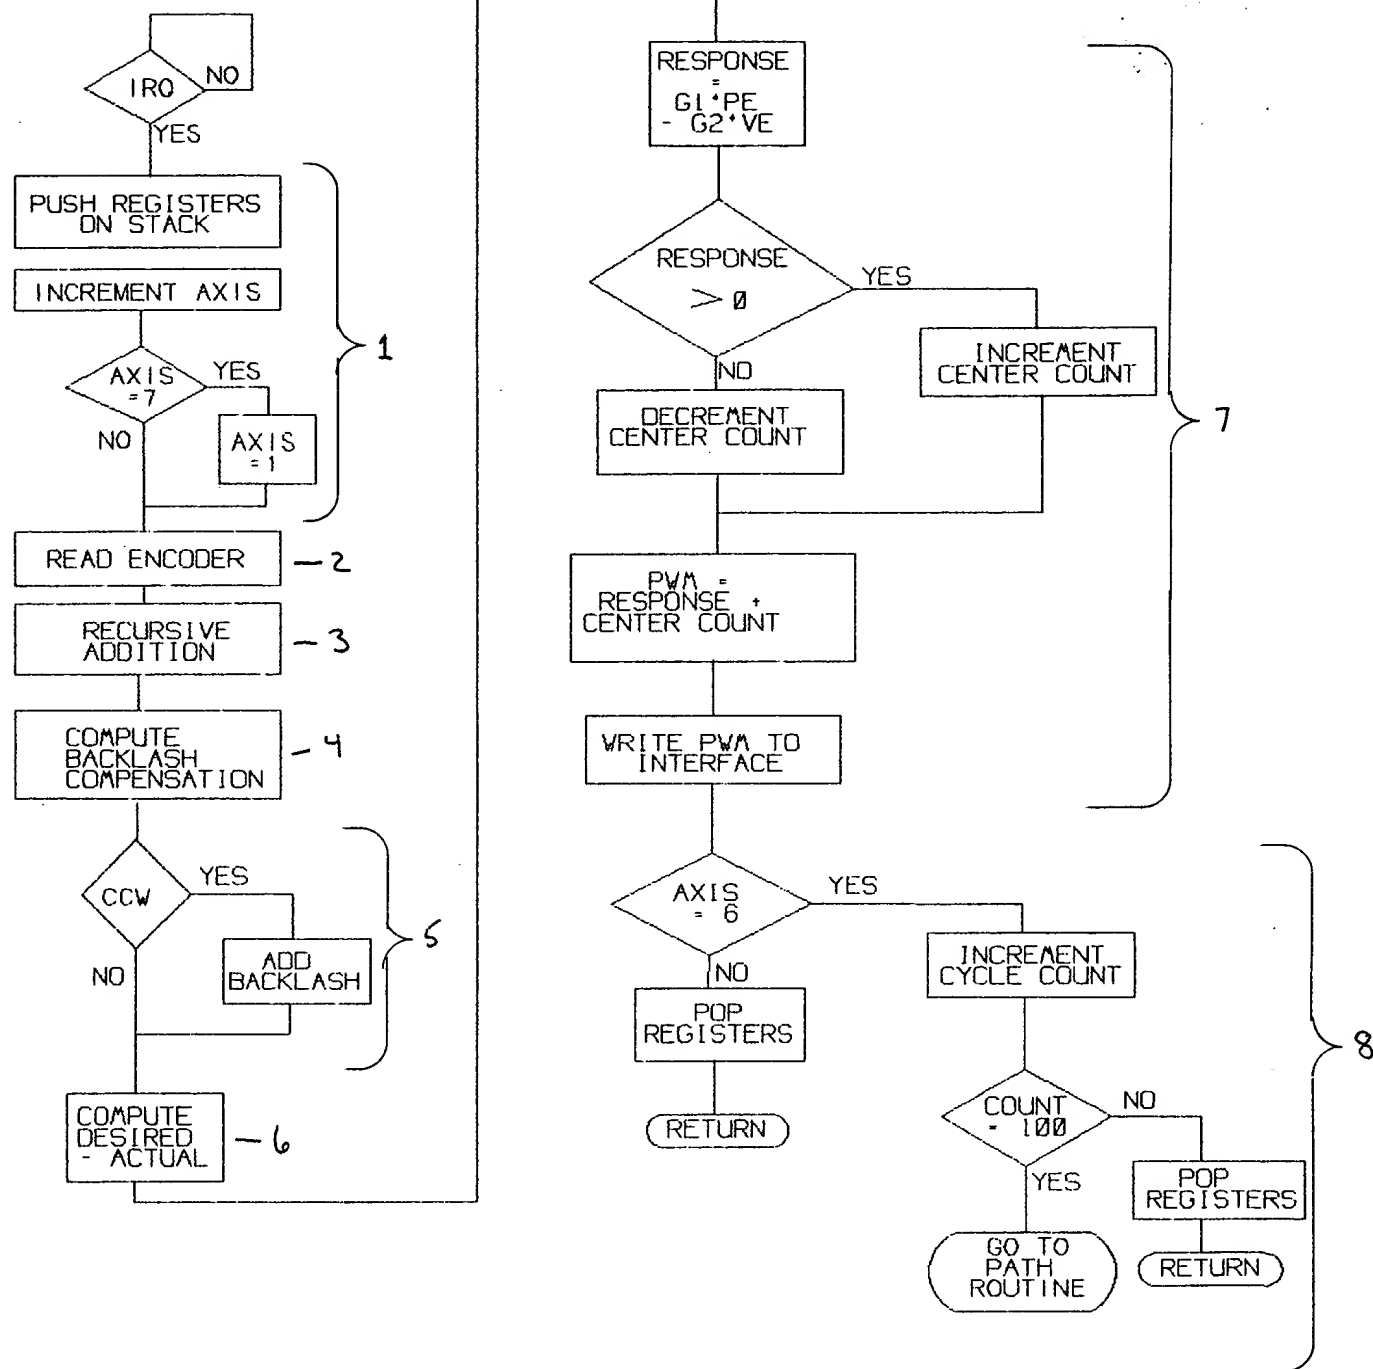 IRQ
NO
YES
PUSH REGISTERS
ON STACK
INCREMENT AXIS
AXIS
=7
YES
NO
AXIS
=1
1
READ ENCODER
2
RECURSIVE
ADDITION
3
COMPUTE
BACKLASH
COMPENSATION
4
CCW
YES
NO
ADD
BACKLASH
5
COMPUTE
DESIRED
- ACTUAL
6
RESPONSE
=
G1*PE
- G2*VE
RESPONSE
> 0
YES
NO
INCREMENT
CENTER COUNT
DECREMENT
CENTER COUNT
7
PWM =
RESPONSE +
CENTER COUNT
WRITE PWM TO
INTERFACE
AXIS
= 6
YES
NO
POP
REGISTERS
RETURN
INCREMENT
CYCLE COUNT
COUNT
= 100
NO
YES
POP
REGISTERS
RETURN
GO TO
PATH
ROUTINE
8